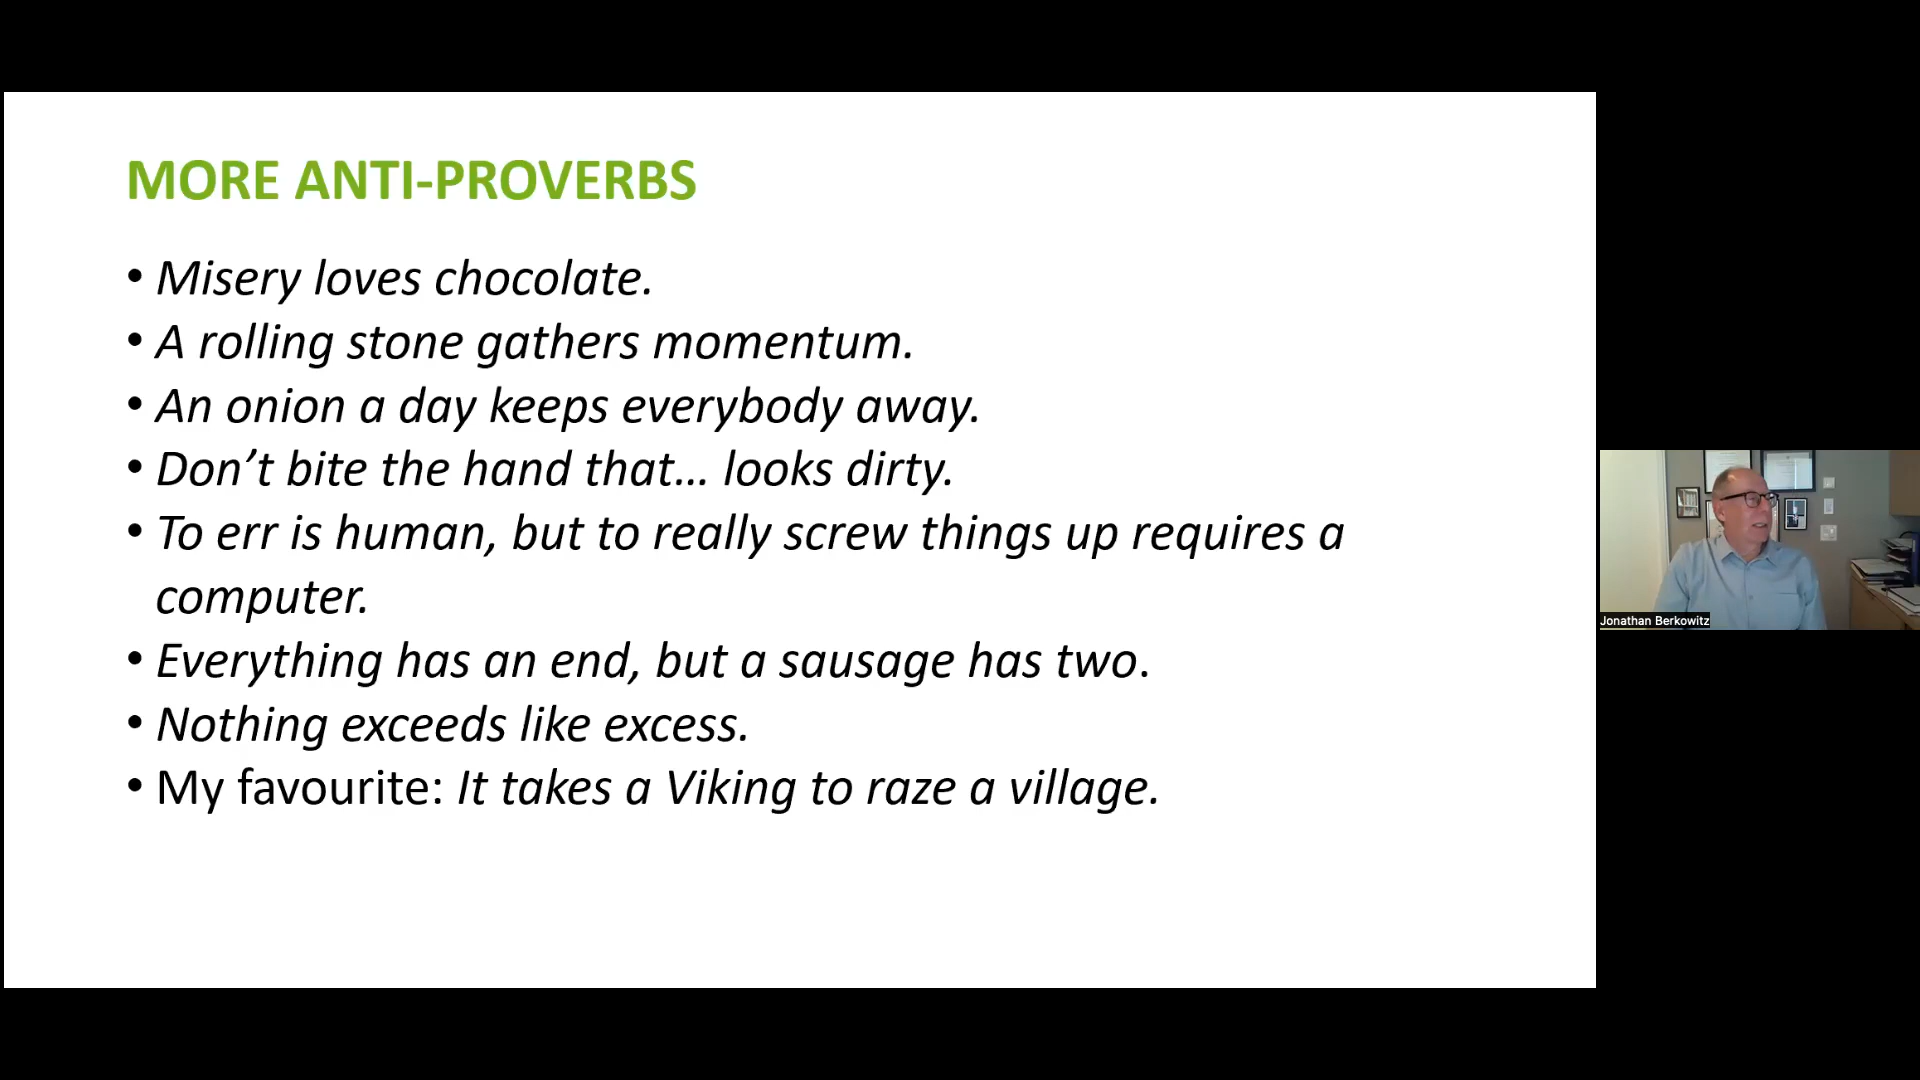 MORE ANTI-PROVERBS
• Misery loves chocolate.
• A rolling stone gathers momentum.
• An onion a day keeps everybody away.
• Don’t bite the hand that… looks dirty.
• To err is human, but to really screw things up requires a
computer.
• Everything has an end, but a sausage has two.
• Nothing exceeds like excess.
• My favourite: It takes a Viking to raze a village.
Jonathan Berkowitz